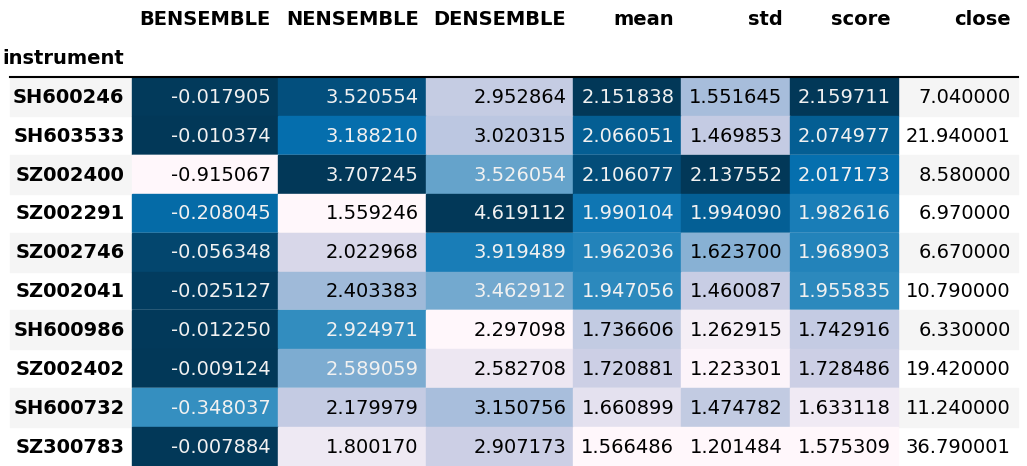 BENSEMBLE NENSEMBLE DENSEMBLE mean std score close
instrument
SH600246 -0.017905 3.520554 2.952864 2.151838 1.551645 2.159711 7.040000
SH603533 -0.010374 3.188210 3.020315 2.066051 1.469853 2.074977 21.940001
SZ002400 -0.915067 3.707245 3.526054 2.106077 2.137552 2.017173 8.580000
SZ002291 -0.208045 1.559246 4.619112 1.990104 1.994090 1.982616 6.970000
SZ002746 -0.056348 2.022968 3.919489 1.962036 1.623700 1.968903 6.670000
SZ002041 -0.025127 2.403383 3.462912 1.947056 1.460087 1.955835 10.790000
SH600986 -0.012250 2.924971 2.297098 1.736606 1.262915 1.742916 6.330000
SZ002402 -0.009124 2.589059 2.582708 1.720881 1.223301 1.728486 19.420000
SH600732 -0.348037 2.179979 3.150756 1.660899 1.474782 1.633118 11.240000
SZ300783 -0.007884 1.800170 2.907173 1.566486 1.201484 1.575309 36.790001